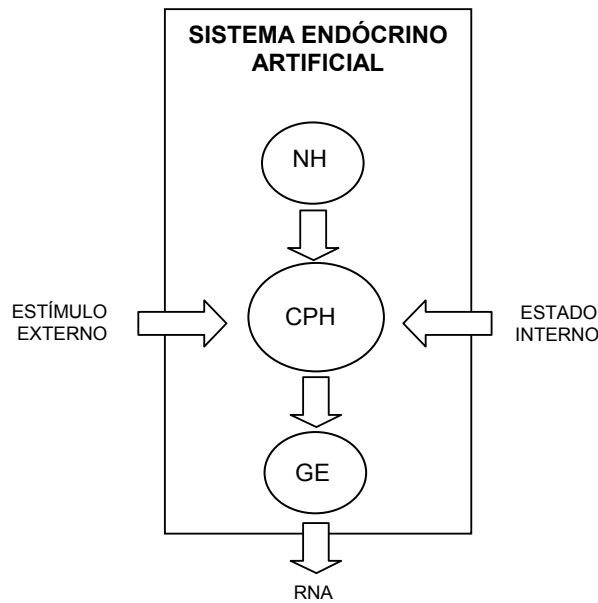 SISTEMA ENDÓCRINO
ARTIFICIAL
NH
ESTÍMULO
EXTERNO
CPH
ESTADO
INTERNO
GE
RNA